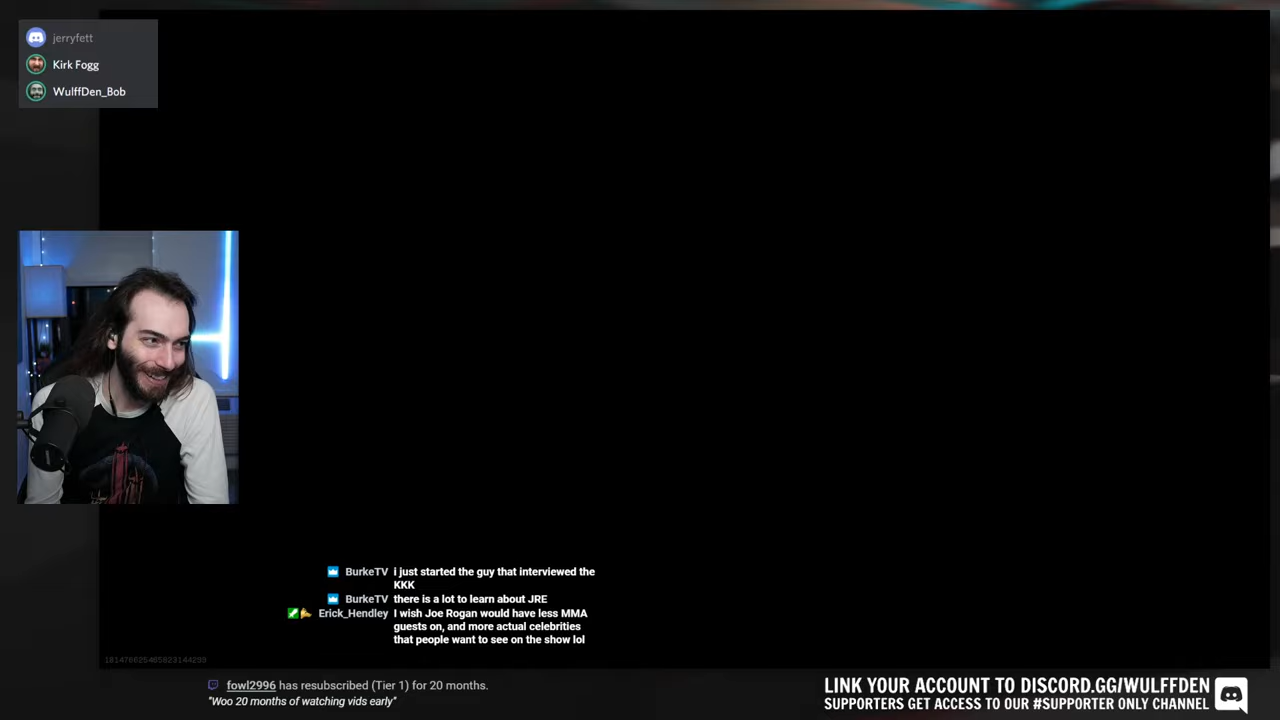 jerryfett
Kirk Fogg
WulffDen_Bob
BurkeTV i just started the guy that interviewed the
KKK
BurkeTV there is a lot to learn about JRE
Erick_Hendley I wish Joe Rogan would have less MMA
guests on, and more actual celebrities
that people want to see on the show lol
fowl2996 has resubscribed (Tier 1) for 20 months.
"Woo 20 months of watching vids early"
LINK YOUR ACCOUNT TO DISCORD.GG/WULFFDEN
SUPPORTERS GET ACCESS TO OUR #SUPPORTER ONLY CHANNEL